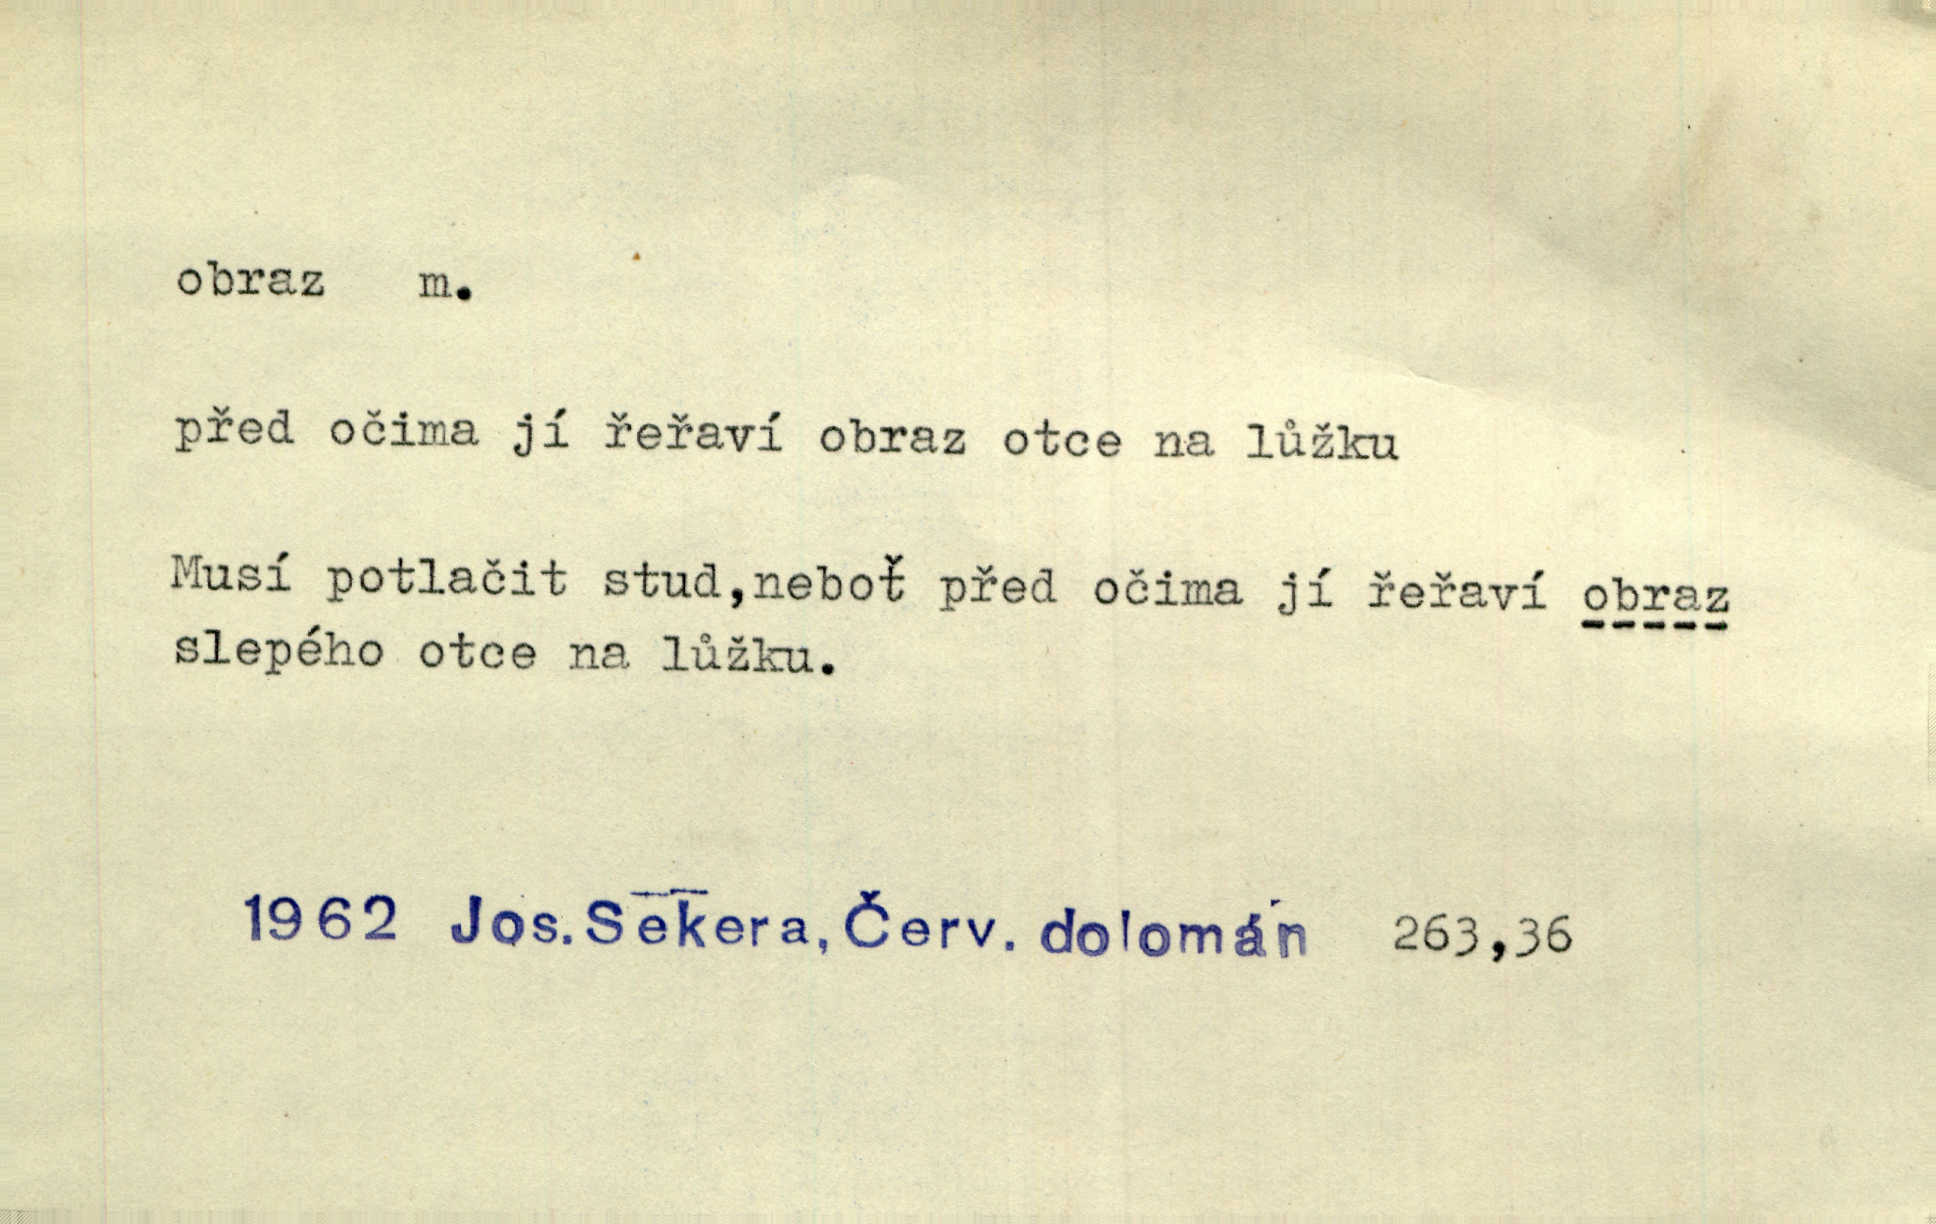 obraz m.
před očima jí řeřaví obraz otce na lůžku
Musí potlačit stud,neboť před očima jí řeřaví obraz
slepého otce na lůžku.
1962 Jos. Sekera, Červ. dolomán 263,36